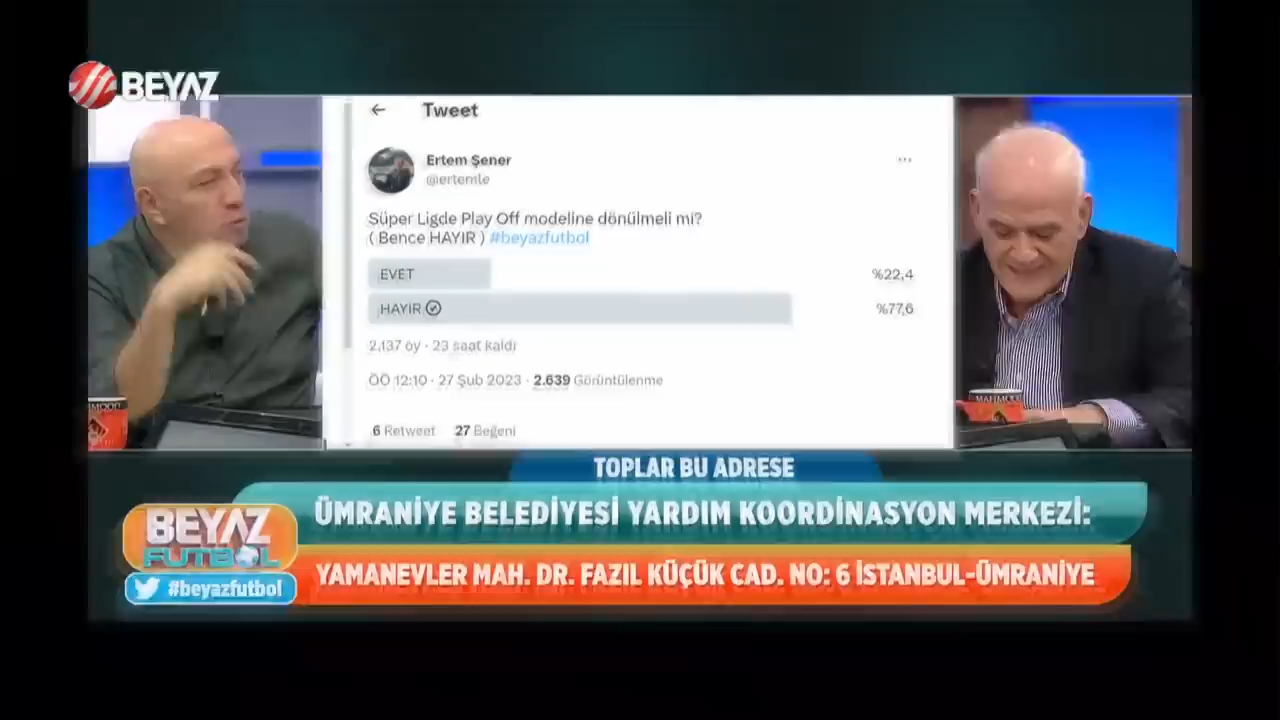 BEYAZ
Tweet
Ertem Şener
@ertemle
Süper Ligde Play Off modeline dönülmeli mi?
( Bence HAYIR ) #beyazfutbol
EVET %22,4
HAYIR %77,6
2,137 öy · 23 saat kaldı
ÖÖ 12:10 · 27 Şub 2023 · 2.639 Görüntülenme
6 Retweet 27 Beğeni
MAHMOOD
TOPLAR BU ADRESE
ÜMRANİYE BELEDİYESİ YARDIM KOORDİNASYON MERKEZİ:
YAMANEVLER MAH. DR. FAZIL KÜÇÜK CAD. NO: 6 İSTANBUL-ÜMRANİYE
BEYAZ
FUTBOL
#beyazfutbol